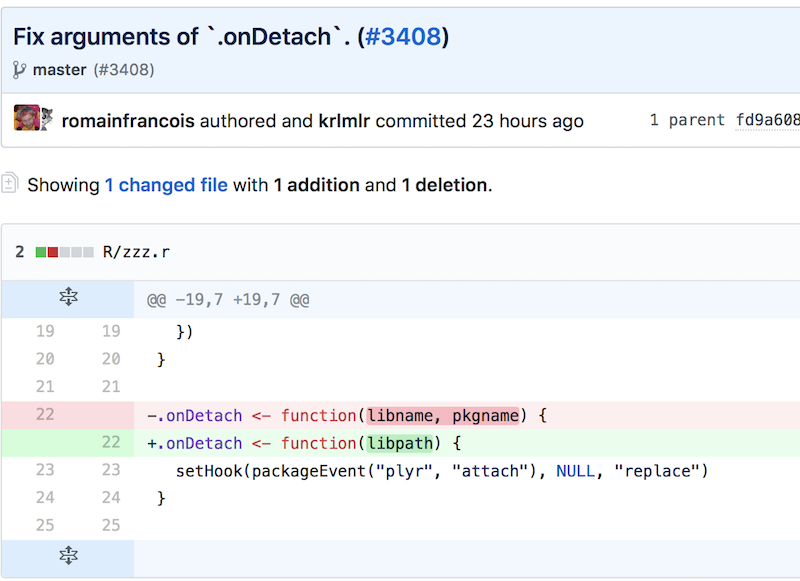 Fix arguments of `.onDetach`. (#3408)
master (#3408)
romainfrancois authored and krlmlr committed 23 hours ago 1 parent fd9a608
Showing 1 changed file with 1 addition and 1 deletion.
2 R/zzz.r
@@ -19,7 +19,7 @@
19 19 })
20 20 }
21 21
22 -.onDetach <- function(libname, pkgname) {
22 +.onDetach <- function(libpath) {
23 23 setHook(packageEvent("plyr", "attach"), NULL, "replace")
24 24 }
25 25